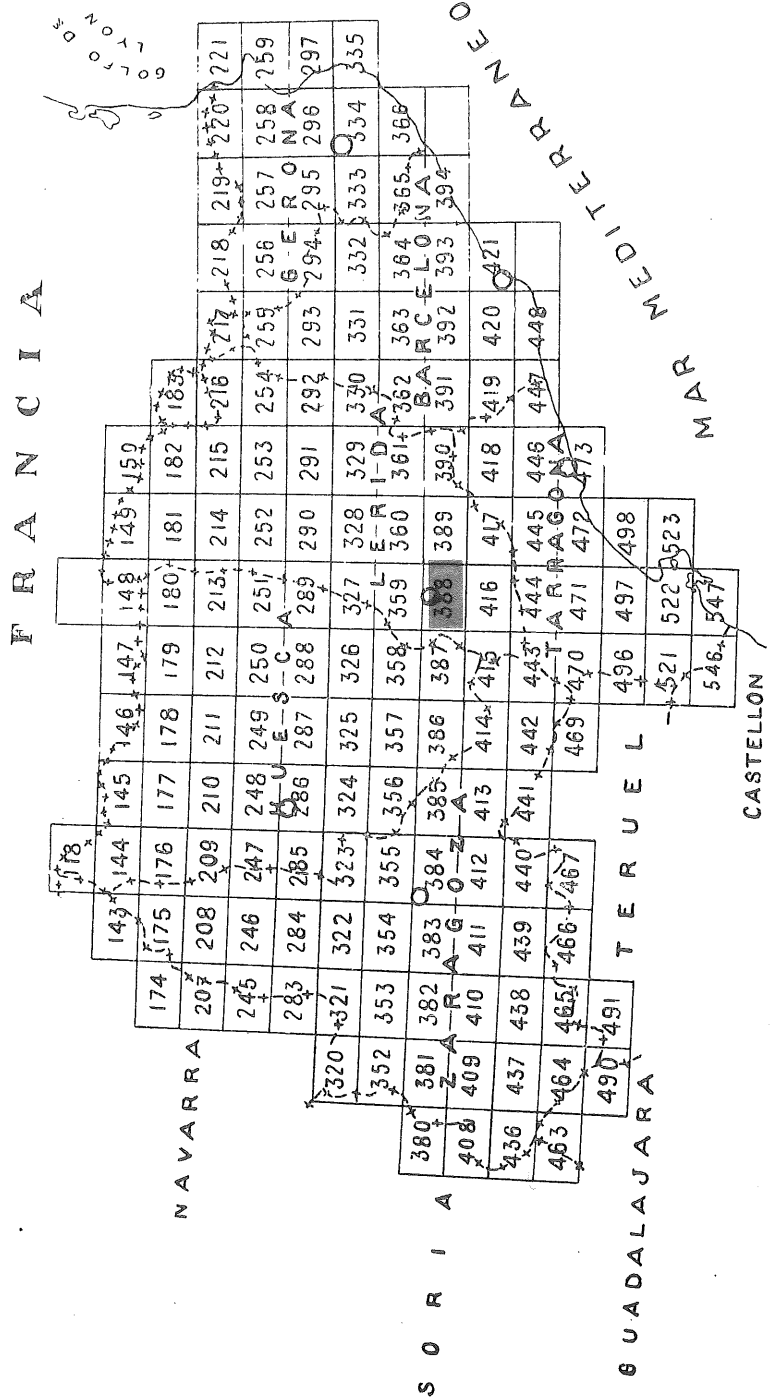 FRANCIA
GOLFO DE
LYON
118
143 144 145 146 147 148 149 150
174 175 176 177 178 179 180 181 182 183
207 208 209 210 211 212 213 214 215 216 217 218 219 220 221
245 246 247 248 249 250 251 252 253 254 255 256 257 258 259
HUESCA
GERONA
283 284 285 286 287 288 289 290 291 292 293 294 295 296 297
320 321 322 323 324 325 326 327 328 329 330 331 332 333 334 335
LERIDA
352 353 354 355 356 357 358 359 360 361 362 363 364 365 366
BARCELONA
380 381 382 383 384 385 386 387 388 389 390 391 392 393 394
ZARAGOZA
408 409 410 411 412 413 414 415 416 417 418 419 420 421
436 437 438 439 440 441 442 443 444 445 446 447 448
TARRAGONA
463 464 465 466 467 469 470 471 472 473
490 491 496 497 498
521 522 523
546 547
NAVARRA
SORIA
GUADALAJARA
TERUEL
CASTELLON
MAR MEDITERRANEO